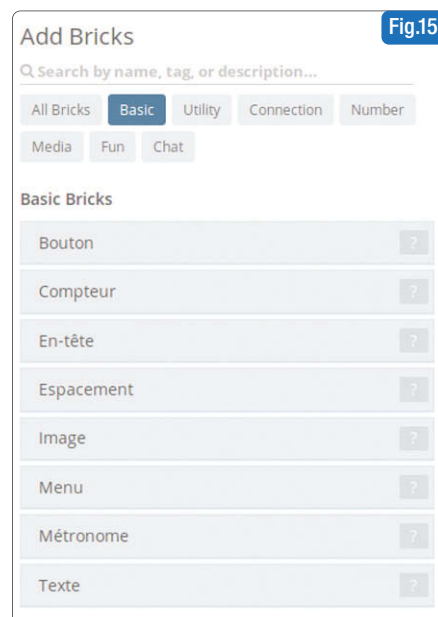 Fig.15
Add Bricks
Search by name, tag, or description...
All Bricks Basic Utility Connection Number
Media Fun Chat
Basic Bricks
Bouton ?
Compteur ?
En-tête ?
Espacement ?
Image ?
Menu ?
Métronome ?
Texte ?